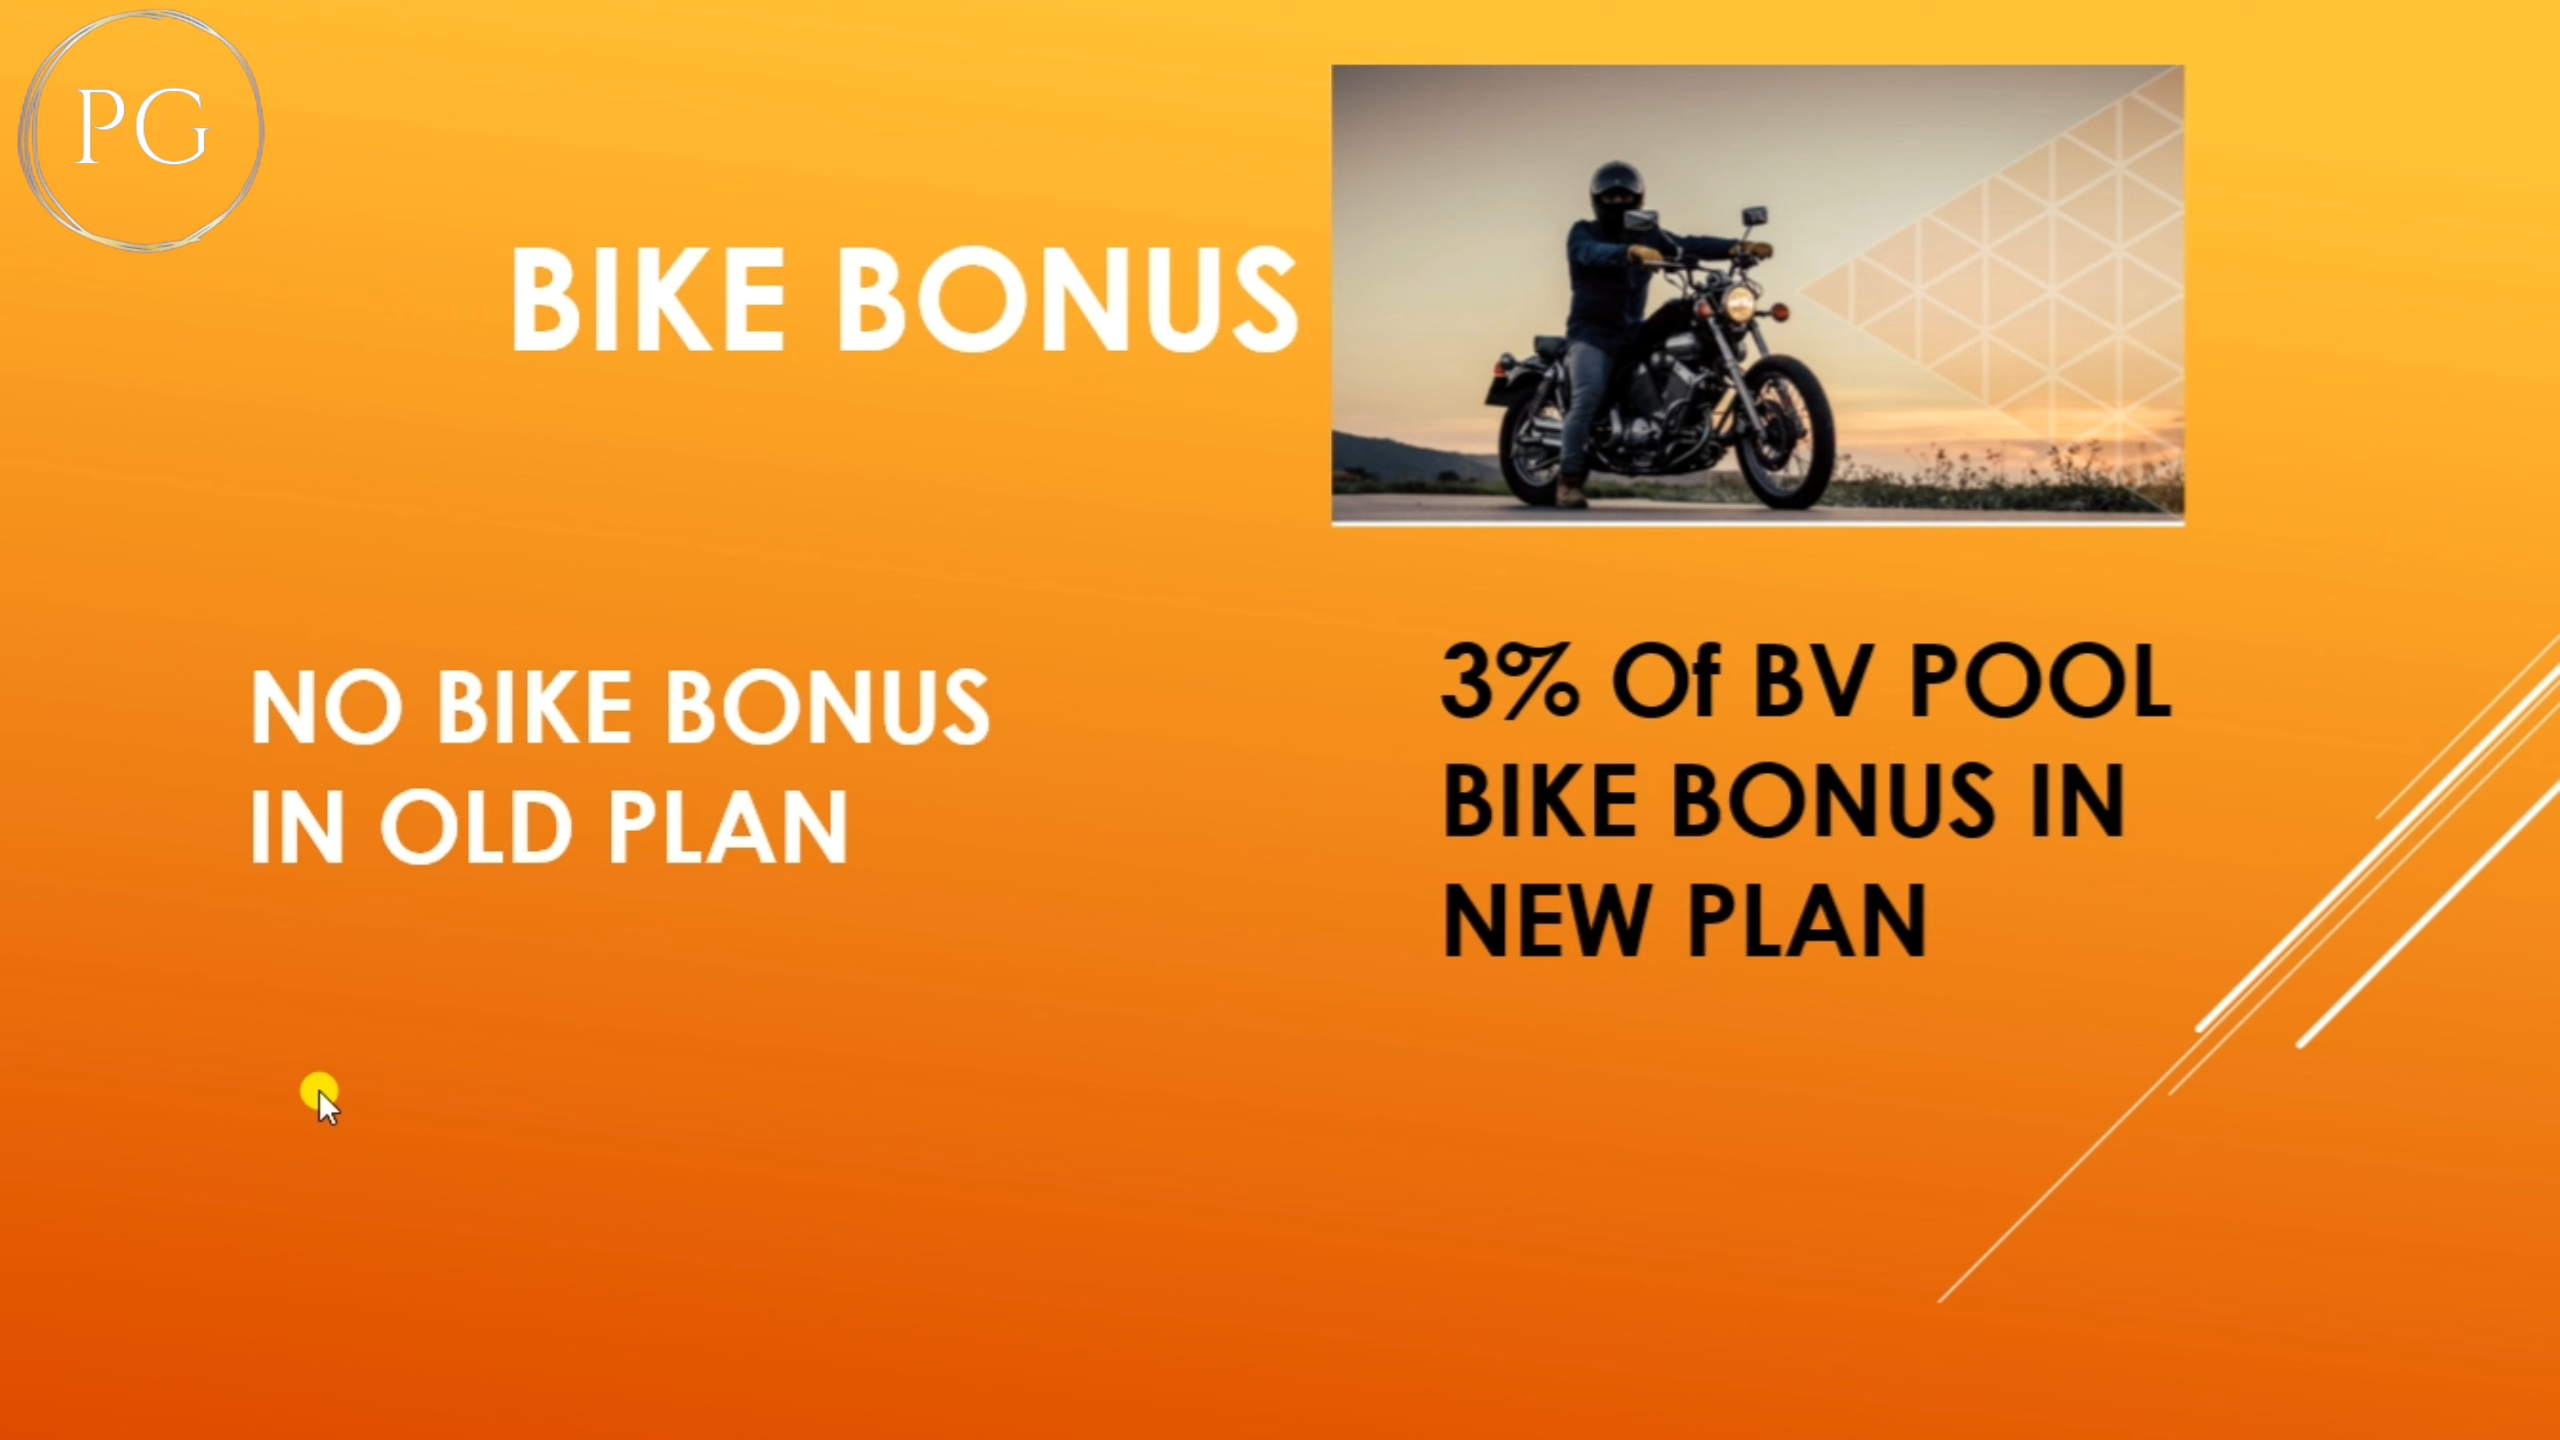 PG
BIKE BONUS
NO BIKE BONUS
IN OLD PLAN
3% Of BV POOL
BIKE BONUS IN
NEW PLAN